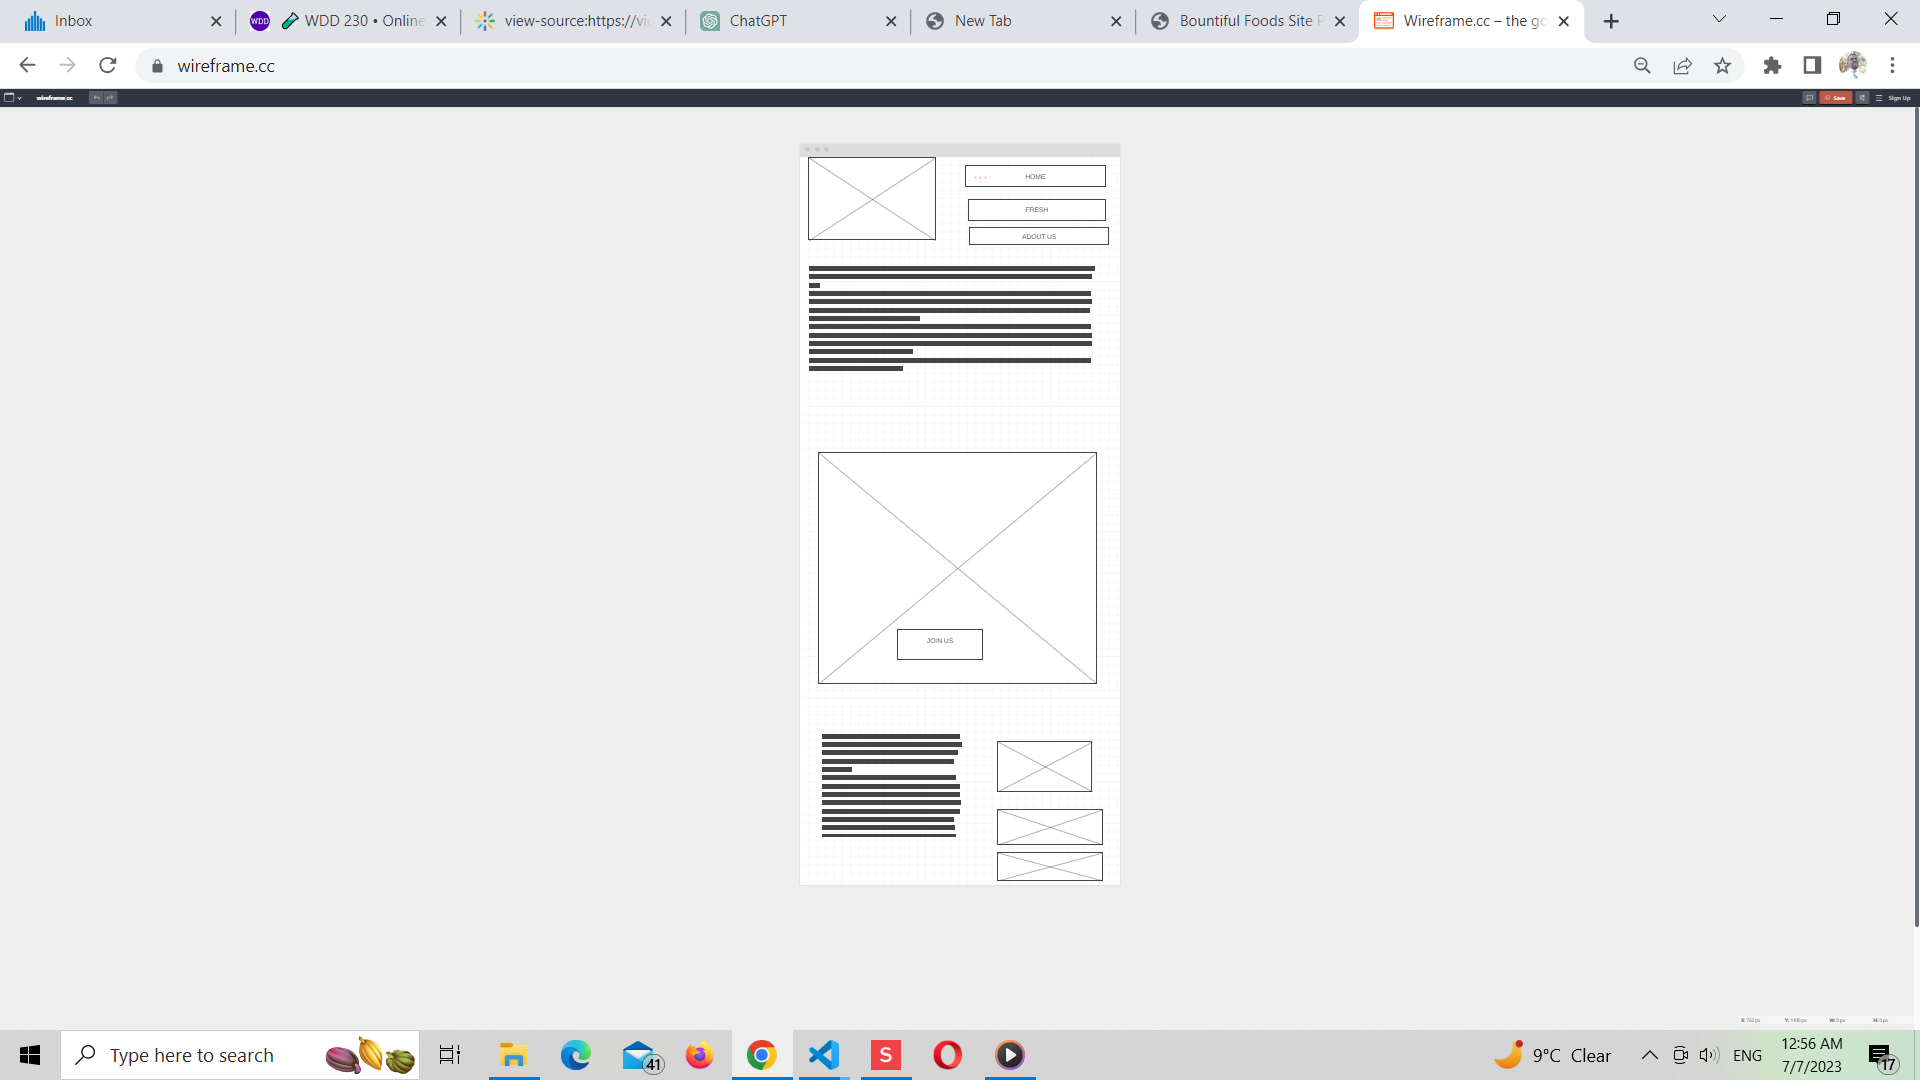 Inbox
WDD 230 • Online
view-source:https://vi
ChatGPT
New Tab
Bountiful Foods Site P
Wireframe.cc – the go
wireframe.cc
wireframe|cc
Save
Sign Up
HOME
FRESH
ADOUT US
JOIN US
Type here to search
41
9°C Clear
ENG
12:56 AM
7/7/2023
17